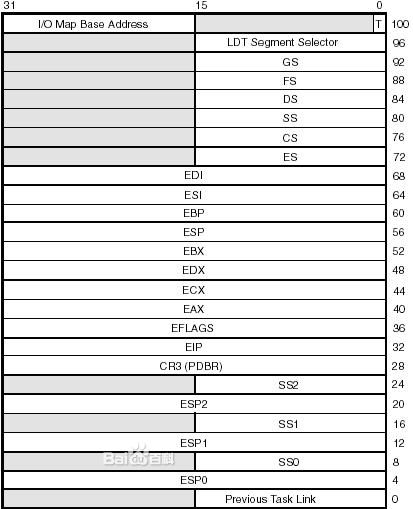 31 15 0
I/O Map Base Address T 100
LDT Segment Selector 96
GS 92
FS 88
DS 84
SS 80
CS 76
ES 72
EDI 68
ESI 64
EBP 60
ESP 56
EBX 52
EDX 48
ECX 44
EAX 40
EFLAGS 36
EIP 32
CR3 (PDBR) 28
SS2 24
ESP2 20
SS1 16
ESP1 12
Bai百科
SS0 8
ESP0 4
Previous Task Link 0